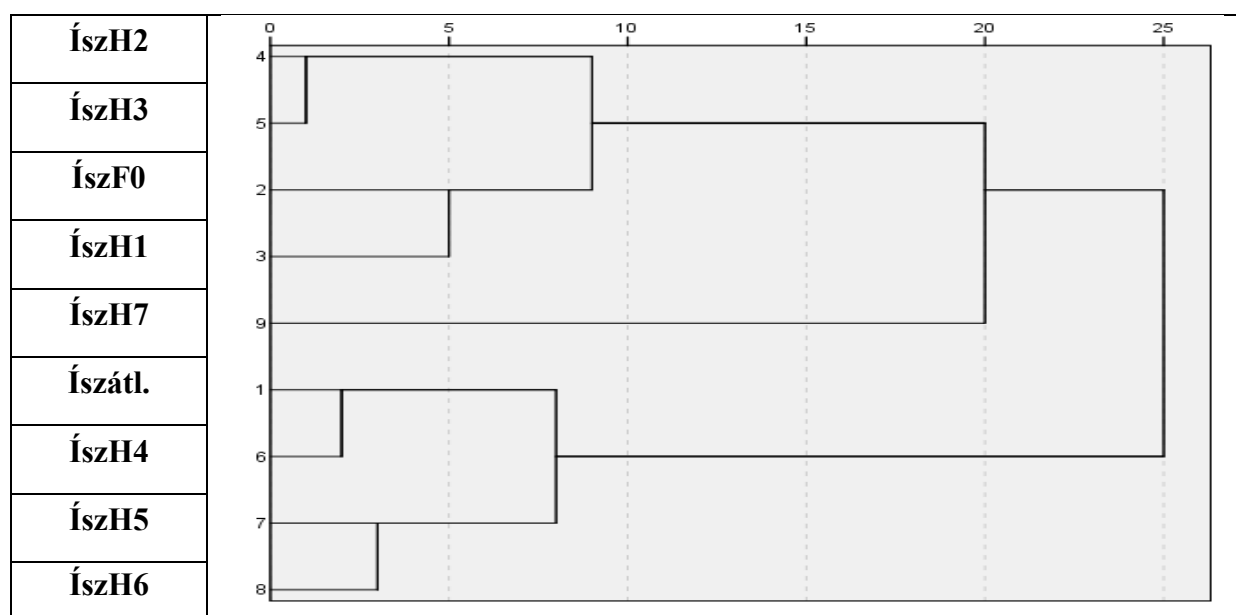 0 5 10 15 20 25
ÍszH2 4
ÍszH3 5
ÍszF0 2
ÍszH1 3
ÍszH7 9
Íszátl. 1
ÍszH4 6
ÍszH5 7
ÍszH6 8